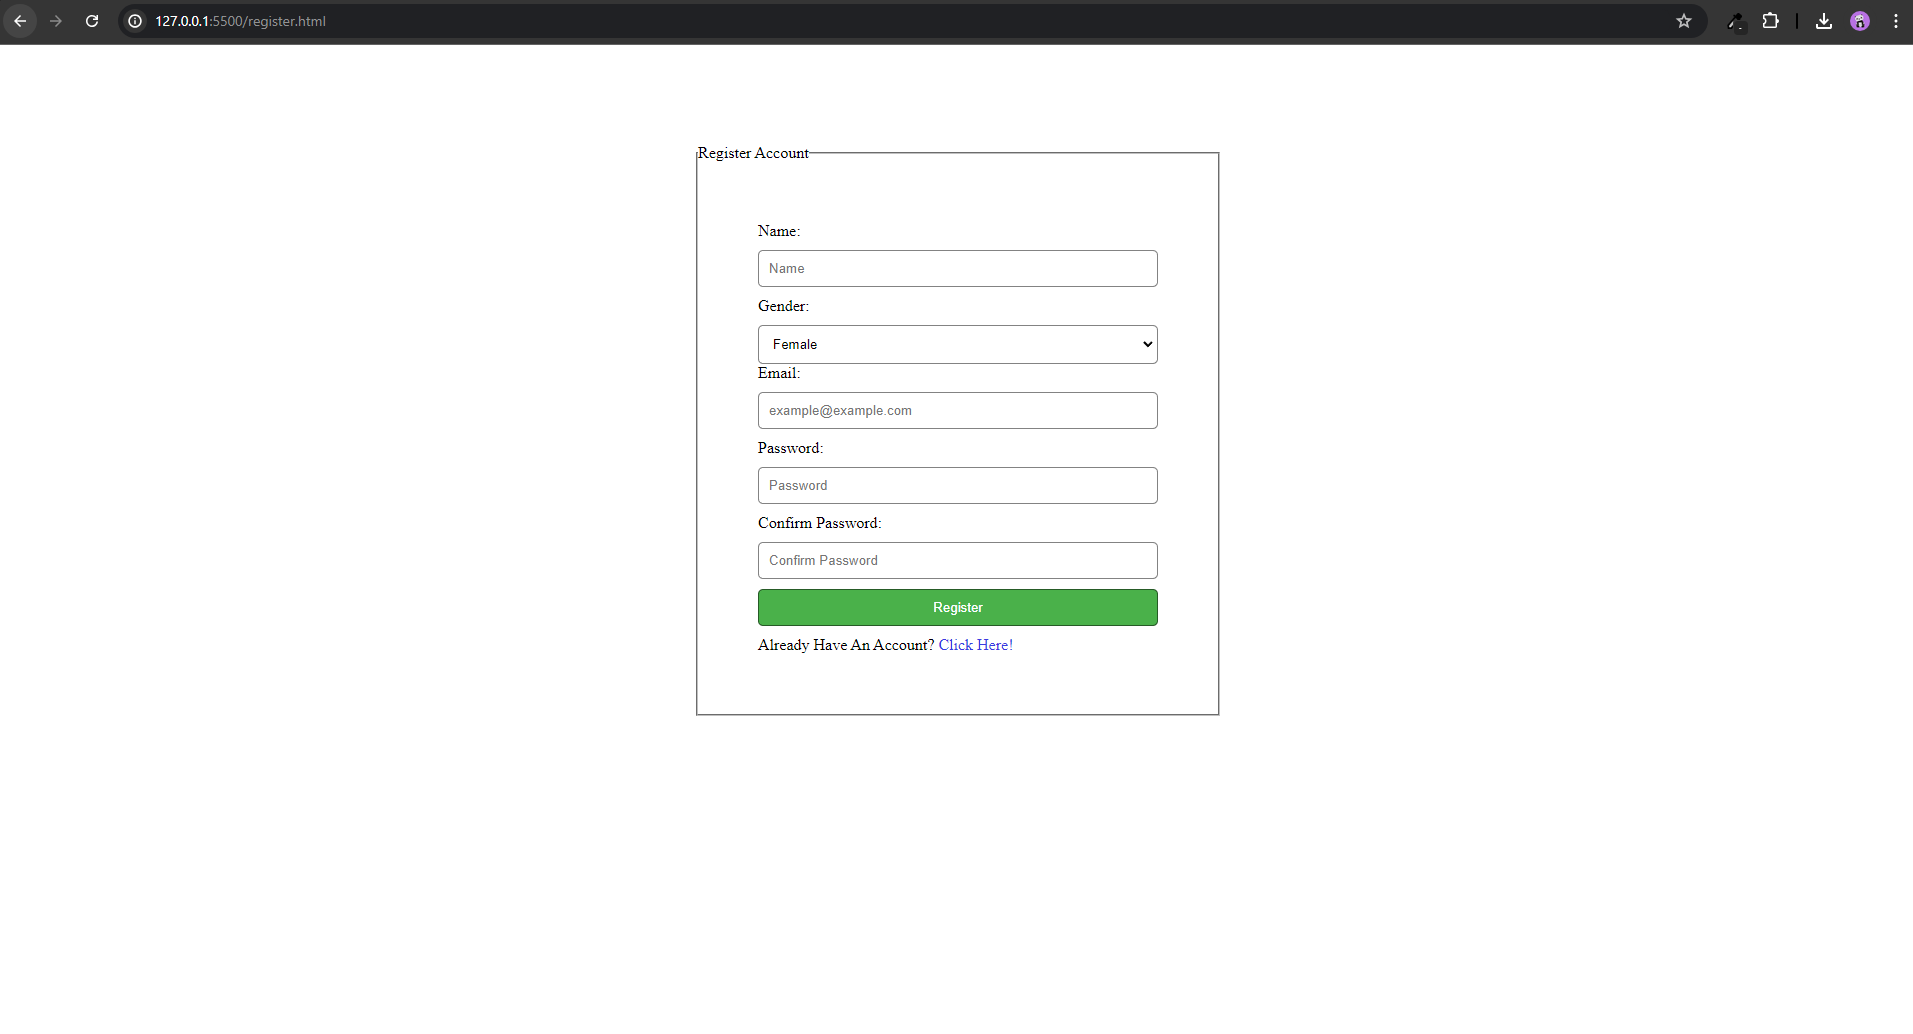 127.0.0.1:5500/register.html
Register Account
Name:
Name
Gender:
Female
Email:
example@example.com
Password:
Password
Confirm Password:
Confirm Password
Register
Already Have An Account? Click Here!